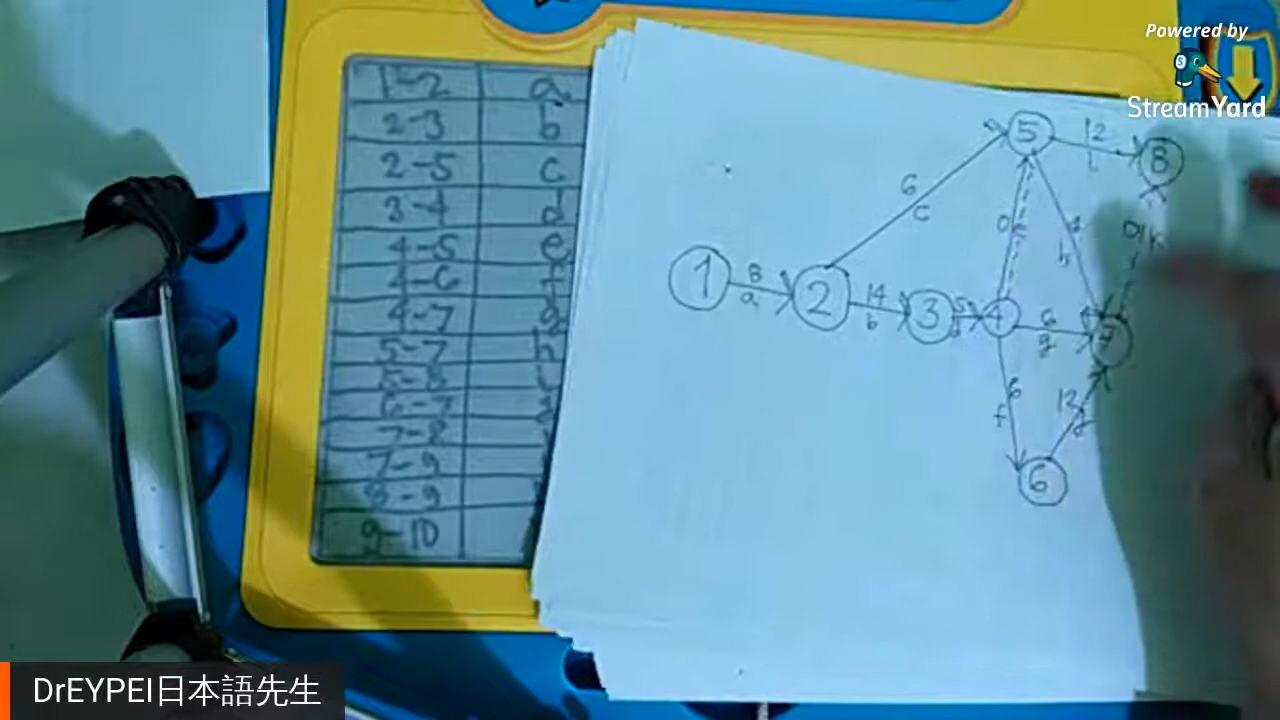 Powered by
StreamYard
1-2 a
2-3 b
2-5 c
3-4 d
4-5 e
4-6 f
4-7 g
5-7 h
5-8
6-7
7-8
7-9
8-9
9-10
5
12
8
6
c
1
8
a
2
14
b
3
5
4
0
6
g
7
h
6
f
12
6
DrEYPEI日本語先生